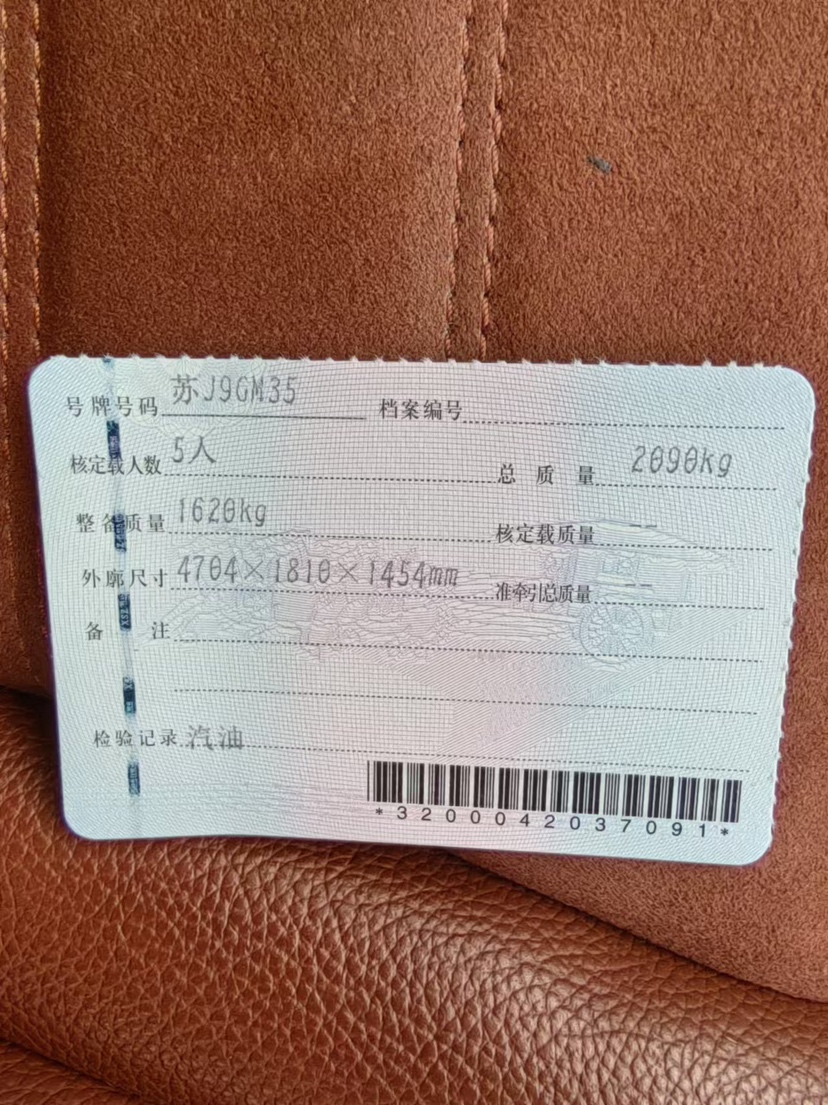 号牌号码 苏J9GM35 档案编号
核定载人数 5人 总质量 2090kg
整备质量 1620kg 核定载质量 --
外廓尺寸 4704×1810×1454mm 准牵引总质量 --
备注
检验记录 汽油
*3200042037091*